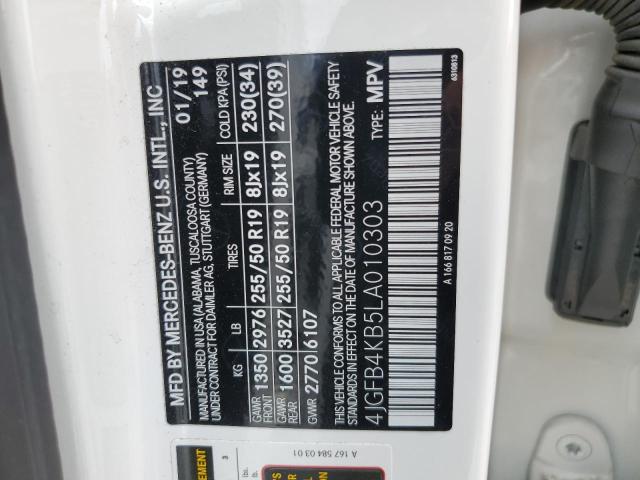 MFD BY MERCEDES-BENZ U.S. INTL., INC
01/19
MANUFACTURED IN USA (ALABAMA, TUSCALOOSA COUNTY)
149
UNDER CONTRACT FOR DAIMLER AG, STUTTGART (GERMANY)
KG LB TIRES RIM SIZE COLD KPA (PSI)
GAWR FRONT 1350 2976 255/50 R19 8Jx19 230(34)
GAWR REAR 1600 3527 255/50 R19 8Jx19 270(39)
GVWR 2770 6107
THIS VEHICLE CONFORMS TO ALL APPLICABLE FEDERAL MOTOR VEHICLE SAFETY
STANDARDS IN EFFECT ON THE DATE OF MANUFACTURE SHOWN ABOVE.
4JGFB4KB5LA010303
TYPE: MPV
A 166 817 09 20
6310813
EMENT
3
lbs.
A 167 584 03 01